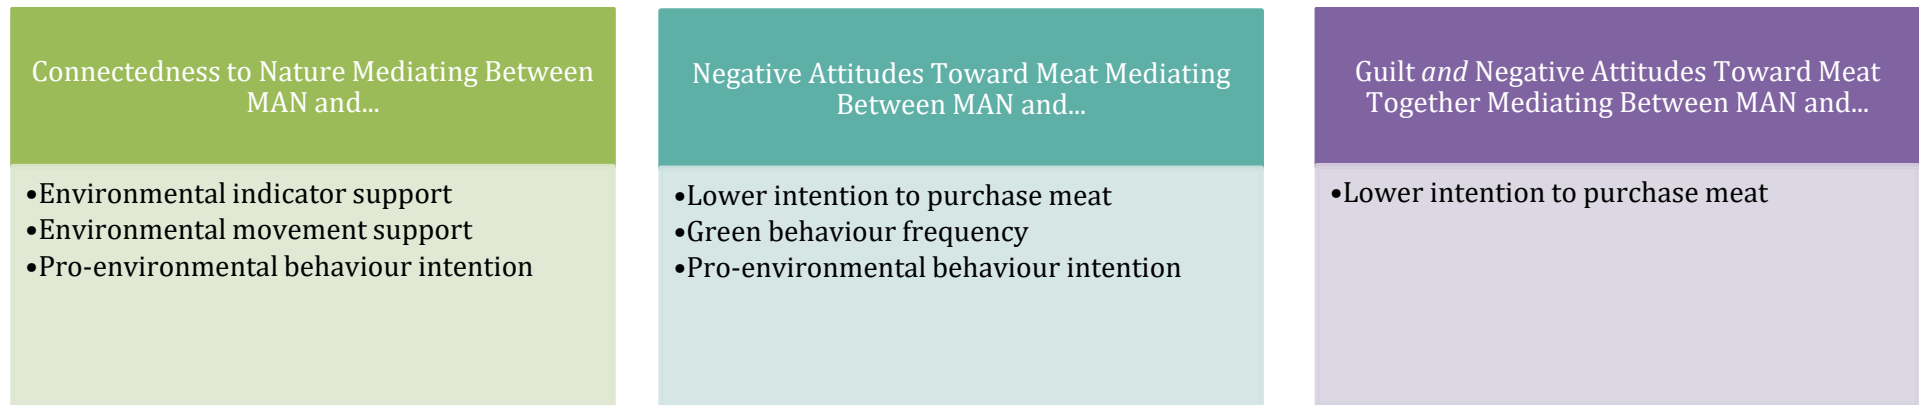 Connectedness to Nature Mediating Between
MAN and...
•Environmental indicator support
•Environmental movement support
•Pro-environmental behaviour intention
Negative Attitudes Toward Meat Mediating
Between MAN and...
•Lower intention to purchase meat
•Green behaviour frequency
•Pro-environmental behaviour intention
Guilt and Negative Attitudes Toward Meat
Together Mediating Between MAN and...
•Lower intention to purchase meat